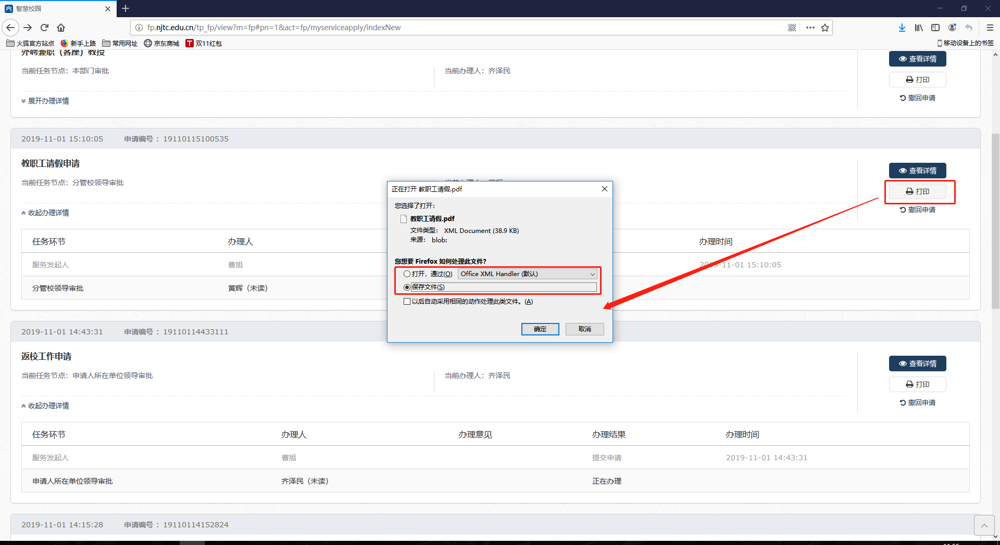 智慧校园
fp.njtc.edu.cn/tp_fp/view?m=fp#pn=1&act=fp/myserviceapply/indexNew
火狐官方站点 新手上路 常用网址 京东商城 双11红包 移动设备上的书签
外聘兼职（客座）教授
当前任务节点：本部门审批 当前办理人：齐泽民
查看详情
打印
撤回申请
展开办理详情
2019-11-01 15:10:05 申请编号 ：19110115100535
教职工请假申请
当前任务节点：分管校领导审批
查看详情
打印
撤回申请
收起办理详情
任务环节 办理人 办理时间
服务发起人 曹旭 2019-11-01 15:10:05
分管校领导审批 黄辉（未读）
正在打开 教职工请假.pdf
您选择了打开：
教职工请假.pdf
文件类型： XML Document (38.9 KB)
来源： blob:
您想要 Firefox 如何处理此文件？
打开，通过(O) Office XML Handler (默认)
保存文件(S)
以后自动采用相同的动作处理此类文件。(A)
确定 取消
2019-11-01 14:43:31 申请编号 ：19110114433111
返校工作申请
当前任务节点：申请人所在单位领导审批 当前办理人：齐泽民
查看详情
打印
撤回申请
收起办理详情
任务环节 办理人 办理意见 办理结果 办理时间
服务发起人 曹旭 提交申请 2019-11-01 14:43:31
申请人所在单位领导审批 齐泽民（未读） 正在办理
2019-11-01 14:15:28 申请编号 ：19110114152824